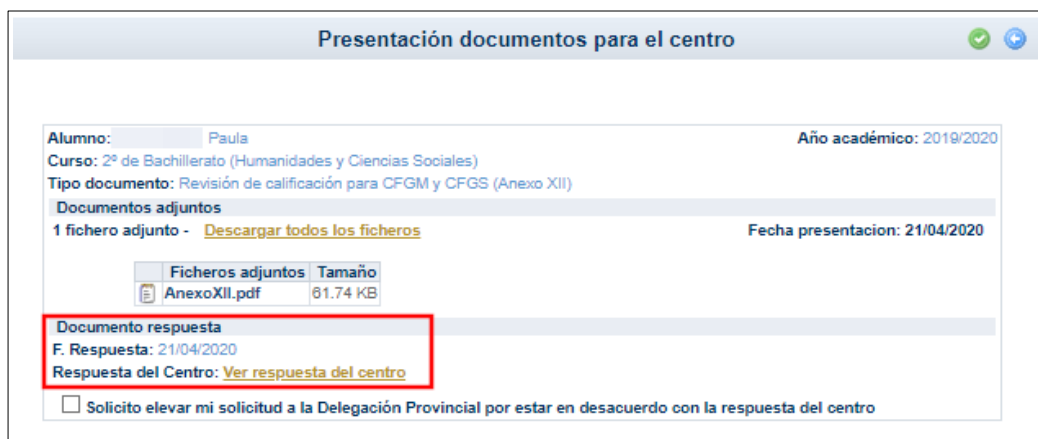 Presentación documentos para el centro
Alumno: Paula Año académico: 2019/2020
Curso: 2º de Bachillerato (Humanidades y Ciencias Sociales)
Tipo documento: Revisión de calificación para CFGM y CFGS (Anexo XII)
Documentos adjuntos
1 fichero adjunto - Descargar todos los ficheros Fecha presentacion: 21/04/2020
Ficheros adjuntos Tamaño
AnexoXII.pdf 61.74 KB
Documento respuesta
F. Respuesta: 21/04/2020
Respuesta del Centro: Ver respuesta del centro
Solicito elevar mi solicitud a la Delegación Provincial por estar en desacuerdo con la respuesta del centro